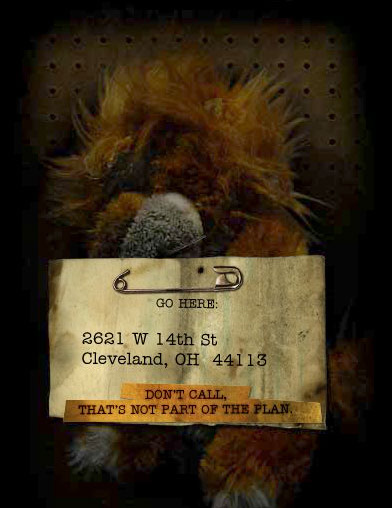 GO HERE:
2621 W 14th St
Cleveland, OH  44113
DON'T CALL,
THAT'S NOT PART OF THE PLAN.